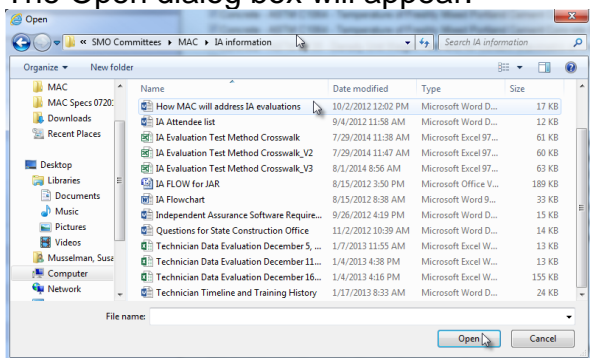 The Open dialog box will appear:
Open
« SMO Committees ▸ MAC ▸ IA information
Search IA information
Organize ▾ New folder
Name Date modified Type Size
MAC
MAC Specs 0720:
Downloads
Recent Places
Desktop
Libraries
Documents
Music
Pictures
Videos
Musselman, Susa
Computer
Network
How MAC will address IA evaluations 10/2/2012 12:02 PM Microsoft Word D... 17 KB
IA Attendee list 9/4/2012 11:58 AM Microsoft Word D... 12 KB
IA Evaluation Test Method Crosswalk 7/29/2014 11:38 AM Microsoft Excel 97... 61 KB
IA Evaluation Test Method Crosswalk_V2 7/29/2014 11:47 AM Microsoft Excel 97... 60 KB
IA Evaluation Test Method Crosswalk_V3 8/1/2014 8:56 AM Microsoft Excel 97... 63 KB
IA FLOW for JAR 8/15/2012 3:50 PM Microsoft Office V... 189 KB
IA Flowchart 8/15/2012 8:38 AM Microsoft Word 9... 33 KB
Independent Assurance Software Require... 9/26/2012 4:19 PM Microsoft Word D... 15 KB
Questions for State Construction Office 11/2/2012 10:39 AM Microsoft Word D... 14 KB
Technician Data Evaluation December 5, ... 1/7/2013 11:55 AM Microsoft Excel W... 13 KB
Technician Data Evaluation December 11... 1/4/2013 4:38 PM Microsoft Excel W... 13 KB
Technician Data Evaluation December 16... 1/4/2013 4:16 PM Microsoft Excel W... 155 KB
Technician Timeline and Training History 1/17/2013 8:33 AM Microsoft Word D... 24 KB
File name:
Open Cancel